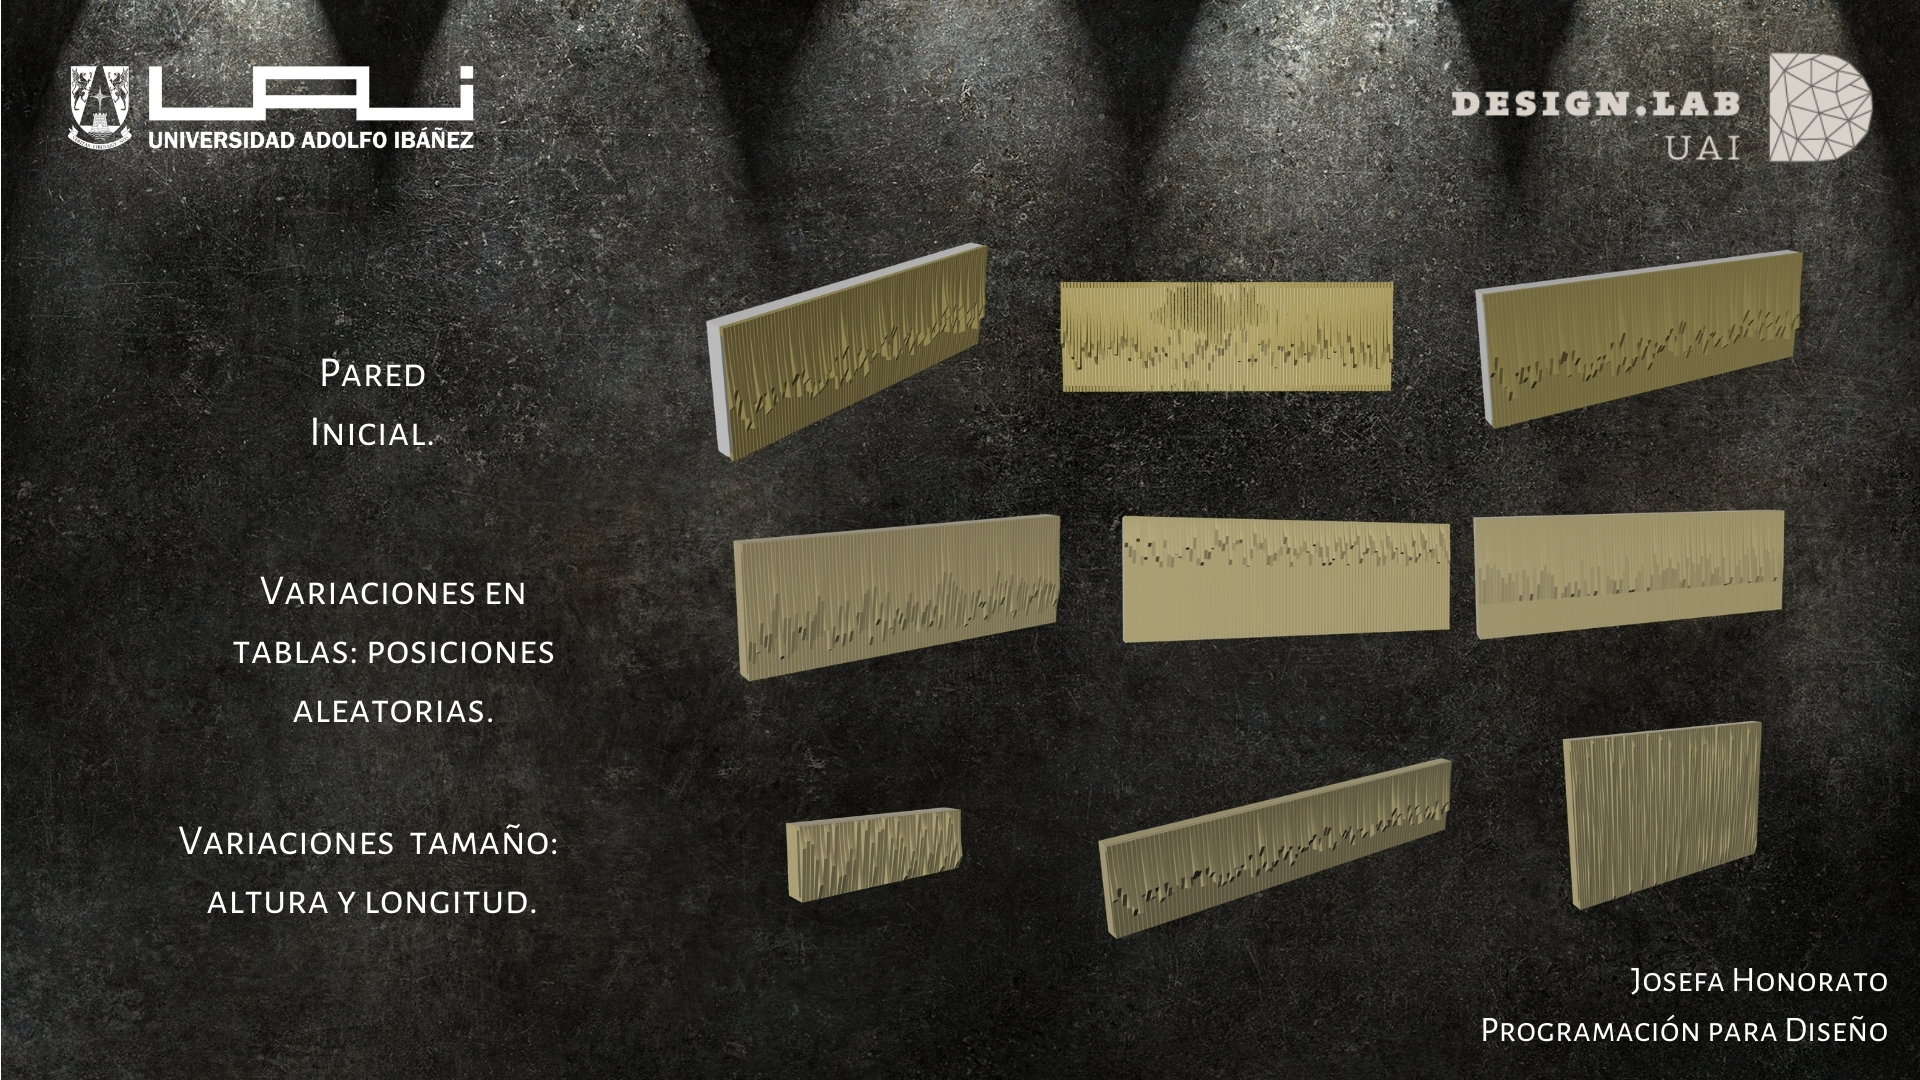 UAI
UNIVERSIDAD ADOLFO IBÁÑEZ
DESIGN.LAB
UAI
Pared
Inicial.
Variaciones en
tablas: posiciones
aleatorias.
Variaciones tamaño:
altura y longitud.
Josefa Honorato
Programación para Diseño